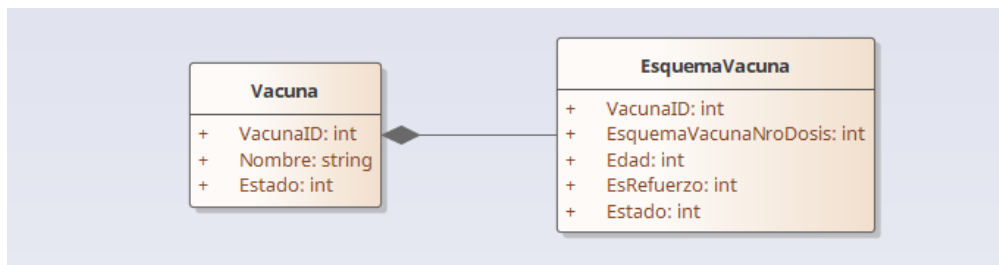 Vacuna
+ VacunaID: int
+ Nombre: string
+ Estado: int
EsquemaVacuna
+ VacunaID: int
+ EsquemaVacunaNroDosis: int
+ Edad: int
+ EsRefuerzo: int
+ Estado: int